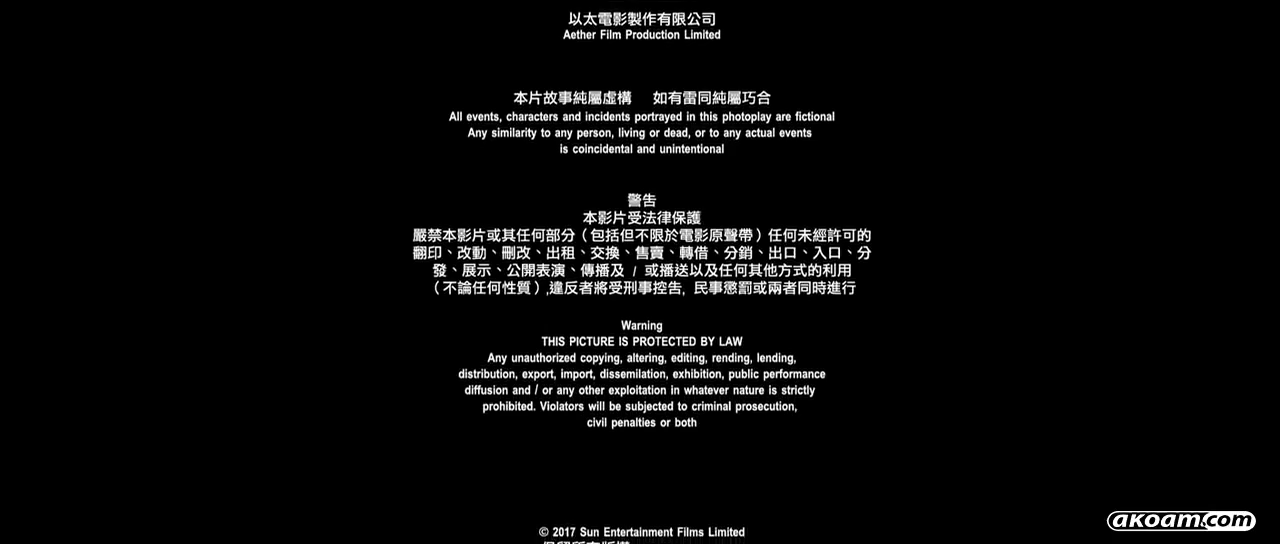 以太電影製作有限公司
Aether Film Production Limited
本片故事純屬虛構 如有雷同純屬巧合
All events, characters and incidents portrayed in this photoplay are fictional
Any similarity to any person, living or dead, or to any actual events
is coincidental and unintentional
警告
本影片受法律保護
嚴禁本影片或其任何部分（包括但不限於電影原聲帶）任何未經許可的
翻印、改動、刪改、出租、交換、售賣、轉借、分銷、出口、入口、分
發、展示、公開表演、傳播及 / 或播送以及任何其他方式的利用
（不論任何性質）,違反者將受刑事控告, 民事懲罰或兩者同時進行
Warning
THIS PICTURE IS PROTECTED BY LAW
Any unauthorized copying, altering, editing, rending, lending,
distribution, export, import, dissemilation, exhibition, public performance
diffusion and / or any other exploitation in whatever nature is strictly
prohibited. Violators will be subjected to criminal prosecution,
civil penalties or both
© 2017 Sun Entertainment Films Limited
akoam.com